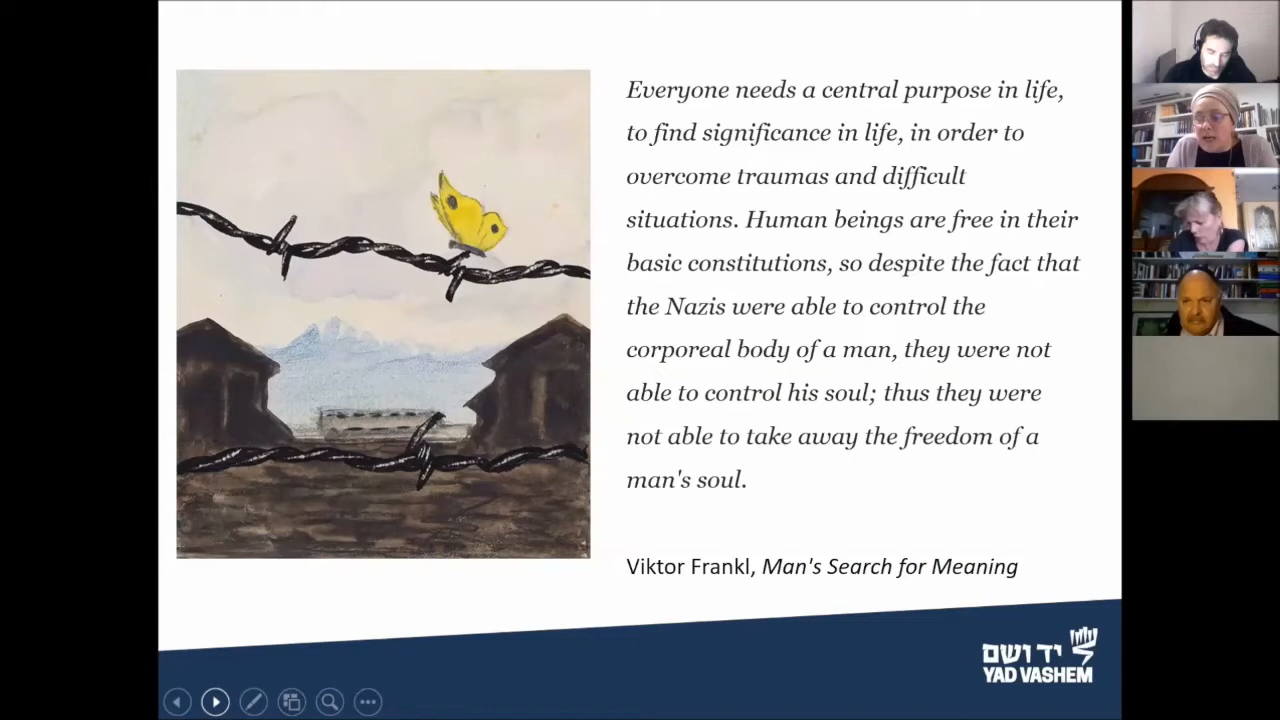 Everyone needs a central purpose in life,
to find significance in life, in order to
overcome traumas and difficult
situations. Human beings are free in their
basic constitutions, so despite the fact that
the Nazis were able to control the
corporeal body of a man, they were not
able to control his soul; thus they were
not able to take away the freedom of a
man's soul.
Viktor Frankl, Man's Search for Meaning
יד ושם
YAD VASHEM